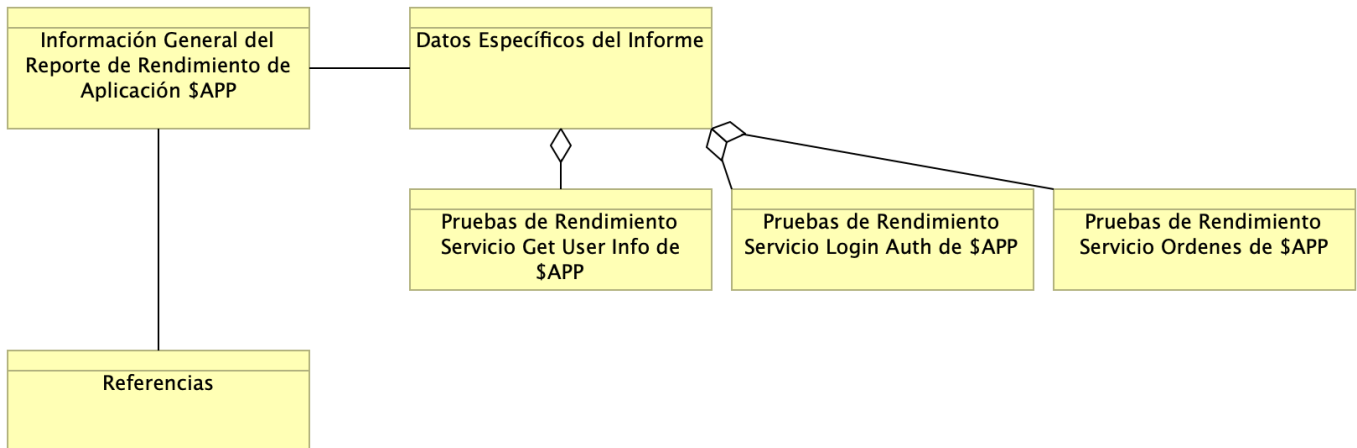 Información General del
Reporte de Rendimiento de
Aplicación $APP
Datos Específicos del Informe
Pruebas de Rendimiento
Servicio Get User Info de
$APP
Pruebas de Rendimiento
Servicio Login Auth de $APP
Pruebas de Rendimiento
Servicio Ordenes de $APP
Referencias